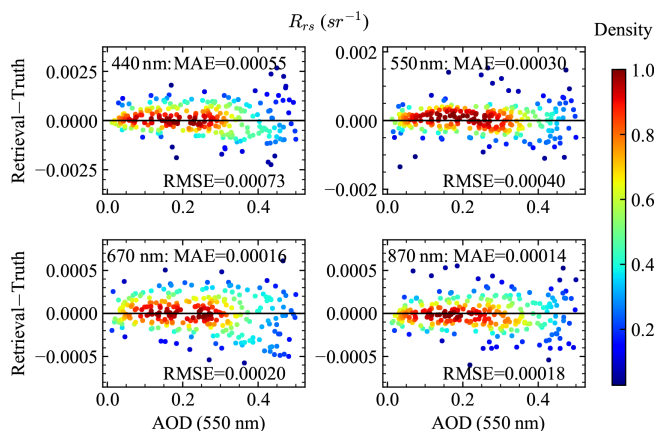 R_rs (sr⁻¹)
Density
440 nm: MAE=0.00055
550nm: MAE=0.00030
0.0025
0.0000
−0.0025
Retrieval−Truth
RMSE=0.00073
0.002
0.000
−0.002
RMSE=0.00040
0.0 0.2 0.4
0.0 0.2 0.4
670 nm: MAE=0.00016
870 nm: MAE=0.00014
0.0005
0.0000
−0.0005
Retrieval−Truth
RMSE=0.00020
0.0005
0.0000
−0.0005
RMSE=0.00018
0.0 0.2 0.4
0.0 0.2 0.4
AOD (550 nm)
AOD (550 nm)
1.0
0.8
0.6
0.4
0.2